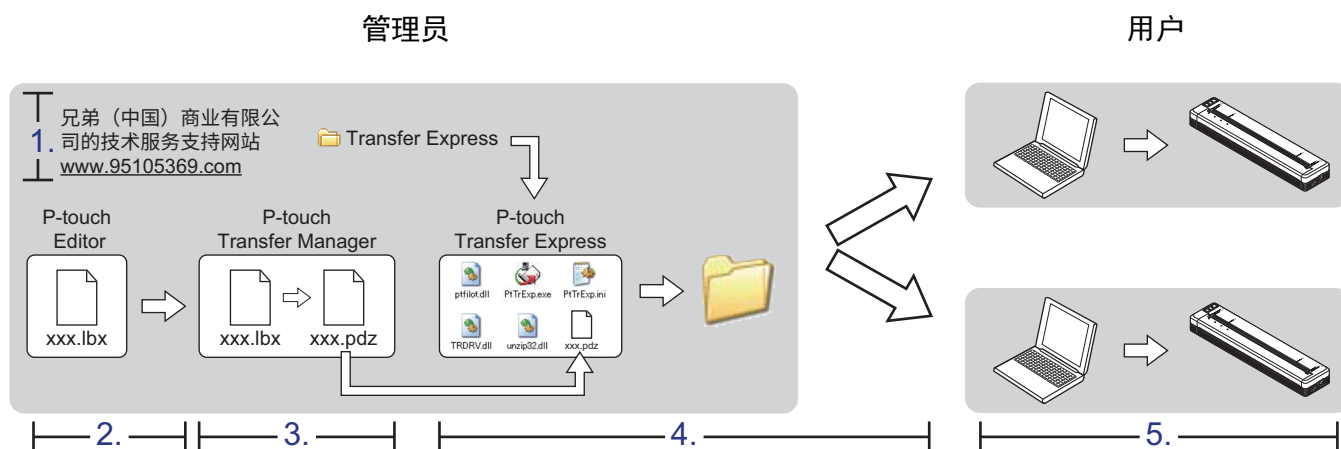 管理员
用户
1.
兄弟（中国）商业有限公
司的技术服务支持网站
www.95105369.com
Transfer Express
P-touch
Editor
xxx.lbx
P-touch
Transfer Manager
xxx.lbx
xxx.pdz
P-touch
Transfer Express
ptfilot.dll
PtTrExp.exe
PtTrExp.ini
TRDRV.dll
unzip32.dll
xxx.pdz
2.
3.
4.
5.